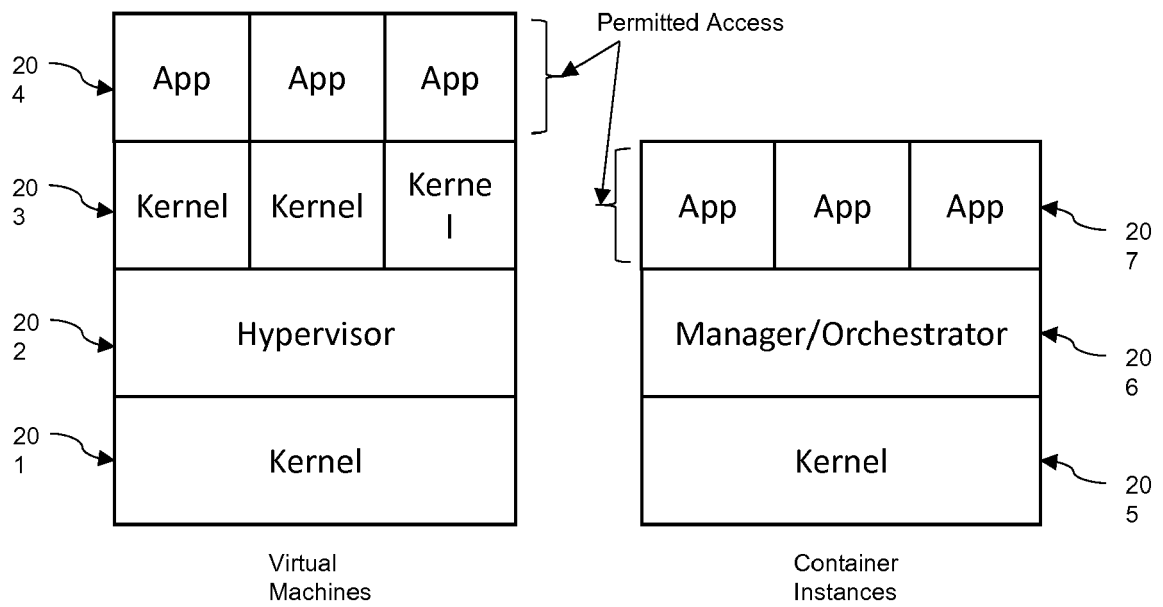 Permitted Access
20
4
App App App
20
3
Kernel Kernel Kerne
l
App App App
20
7
20
2
Hypervisor
Manager/Orchestrator
20
6
20
1
Kernel
Kernel
20
5
Virtual
Machines
Container
Instances